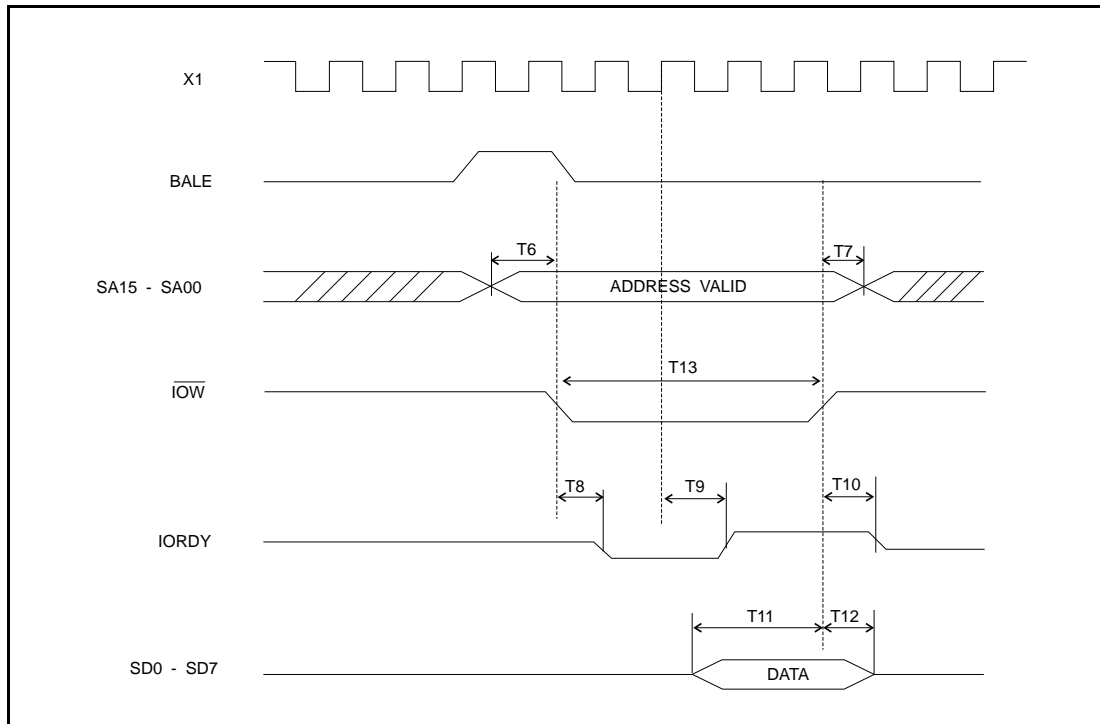 X1
BALE
T6
T7
SA15 - SA00
ADDRESS VALID
T13
IOW
T8
T9
T10
IORDY
T11
T12
SD0 - SD7
DATA